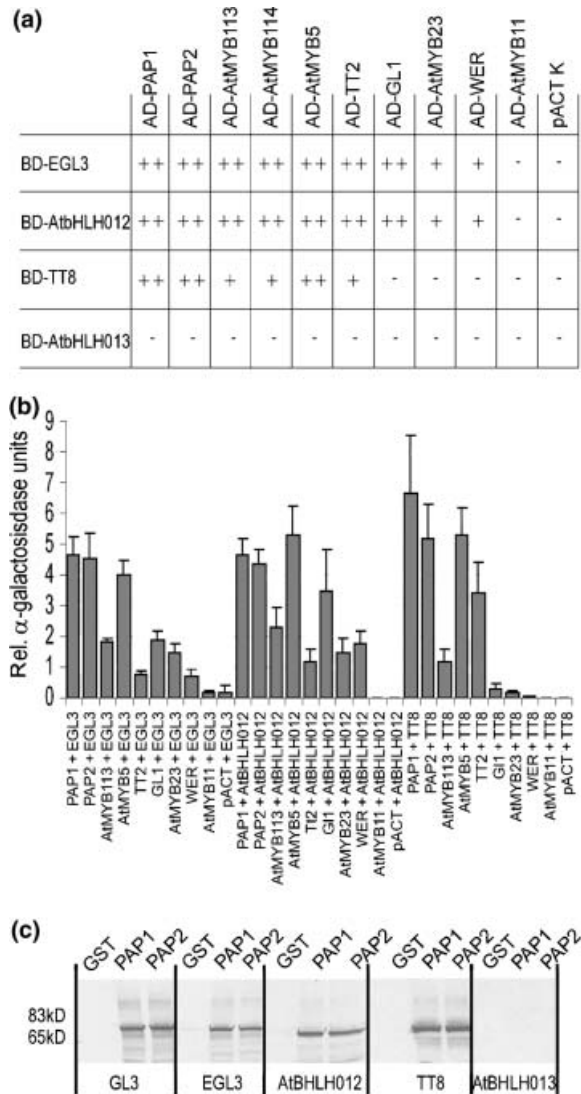 (a)
AD-PAP1 AD-PAP2 AD-AtMYB113 AD-AtMYB114 AD-AtMYB5 AD-TT2 AD-GL1 AD-AtMYB23 AD-WER AD-AtMYB11 pACT K
BD-EGL3 ++ ++ ++ ++ ++ ++ ++ + + - -
BD-AtbHLH012 ++ ++ ++ ++ ++ ++ ++ + + - -
BD-TT8 ++ ++ + + ++ + - - - - -
BD-AtbHLH013 - - - - - - - - - - -
(b)
Rel. α-galactosisdase units
9
8
7
6
5
4
3
2
1
0
PAP1 + EGL3
PAP2 + EGL3
AtMYB113 + EGL3
AtMYB5 + EGL3
TT2 + EGL3
GL1 + EGL3
AtMYB23 + EGL3
WER + EGL3
AtMYB11 + EGL3
pACT + EGL3
PAP1 + AtBHLH012
PAP2 + AtBHLH012
AtMYB113 + AtBHLH012
AtMYB5 + AtBHLH012
Tt2 + AtBHLH012
Gl1 + AtBHLH012
AtMYB23 + AtBHLH012
WER + AtBHLH012
AtMYB11 + AtBHLH012
pACT + AtBHLH012
PAP1 + TT8
PAP2 + TT8
AtMYB113 + TT8
AtMYB5 + TT8
TT2 + TT8
Gl1 + TT8
AtMYB23 + TT8
WER + TT8
AtMYB11 + TT8
pACT + TT8
(c)
GST PAP1 PAP2 GST PAP1 PAP2 GST PAP1 PAP2 GST PAP1 PAP2 GST PAP1 PAP2
83kD
65kD
GL3 EGL3 AtBHLH012 TT8 AtBHLH013